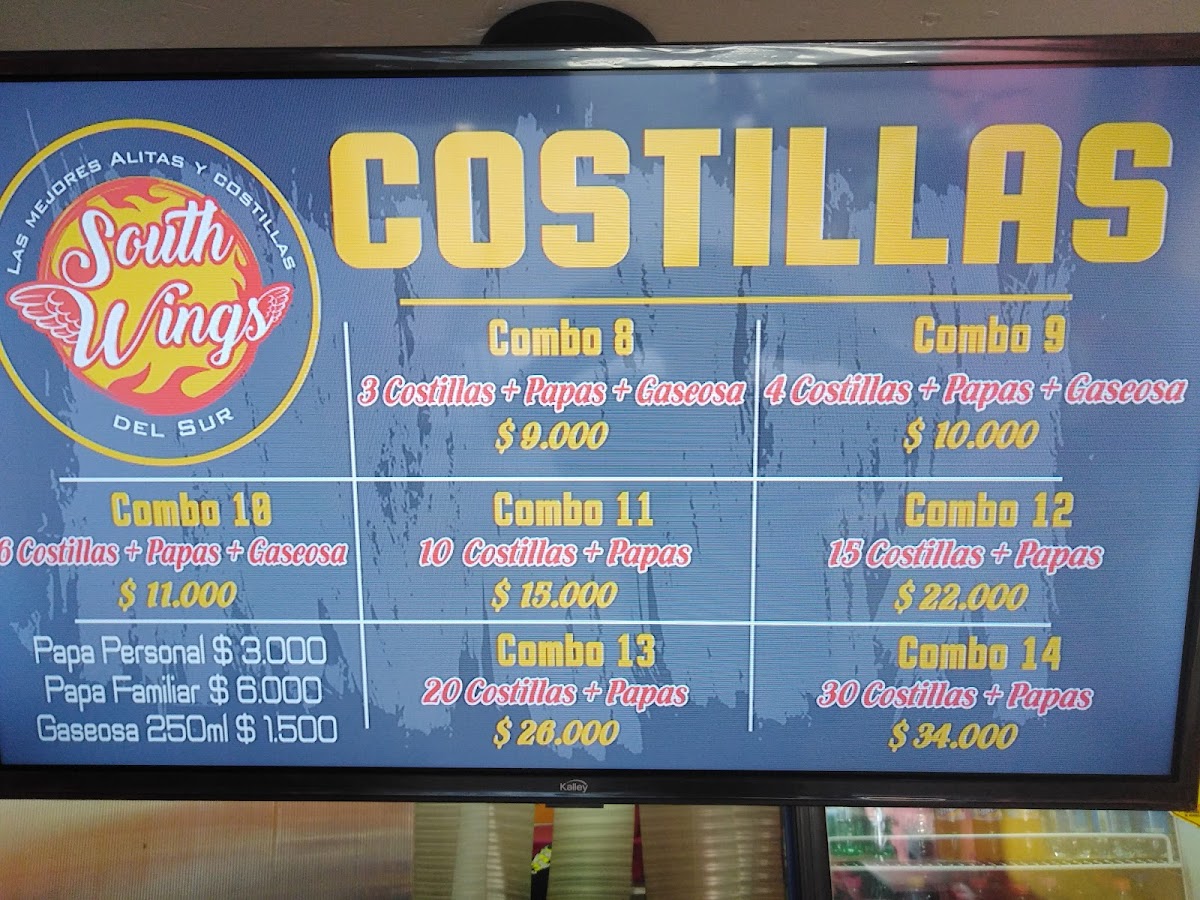 LAS MEJORES ALITAS Y COSTILLAS
South
Wings
DEL SUR
COSTILLAS
Combo 8
3 Costillas + Papas + Gaseosa
$ 9.000
Combo 9
4 Costillas + Papas + Gaseosa
$ 10.000
Combo 10
6 Costillas + Papas + Gaseosa
$ 11.000
Combo 11
10 Costillas + Papas
$ 15.000
Combo 12
15 Costillas + Papas
$ 22.000
Papa Personal $ 3.000
Papa Familiar $ 6.000
Gaseosa 250ml $ 1.500
Combo 13
20 Costillas + Papas
$ 26.000
Combo 14
30 Costillas + Papas
$ 34.000
Kalley